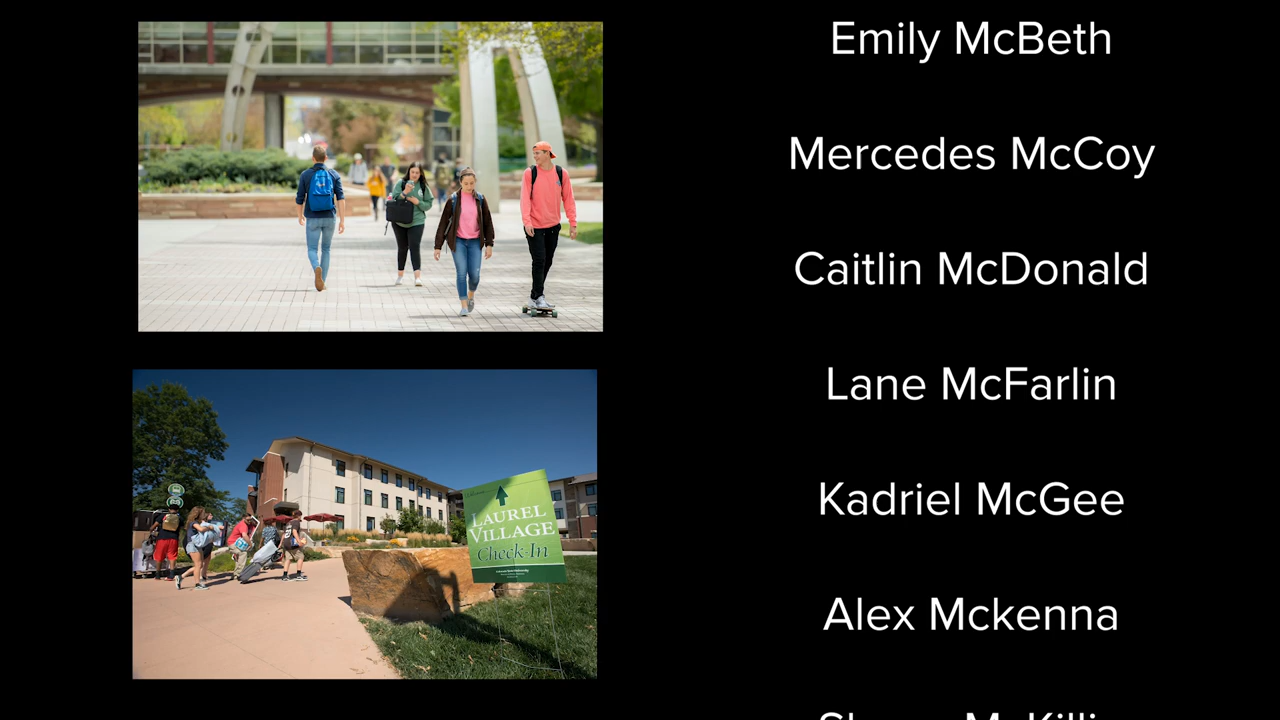 Emily McBeth
Mercedes McCoy
Caitlin McDonald
Lane McFarlin
Kadriel McGee
Alex Mckenna
LAUREL
VILLAGE
Check-In